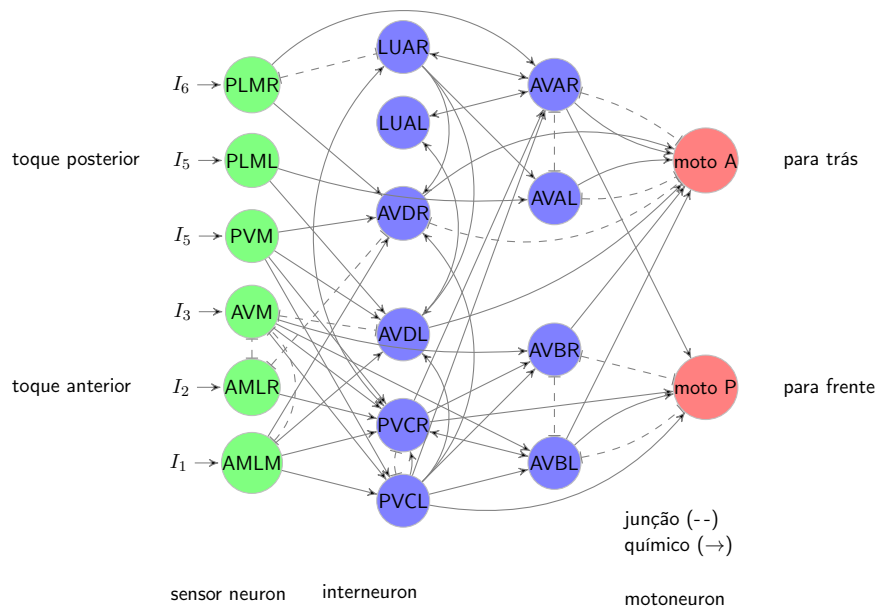 LUAR
I6 PLMR AVAR
LUAL
toque posterior I5 PLML moto A para trás
AVAL
AVDR
I5 PVM
I3 AVM
AVDL
AVBR
toque anterior I2 AMLR moto P para frente
PVCR
I1 AMLM AVBL
PVCL
junção (--)
químico (→)
sensor neuron interneuron motoneuron